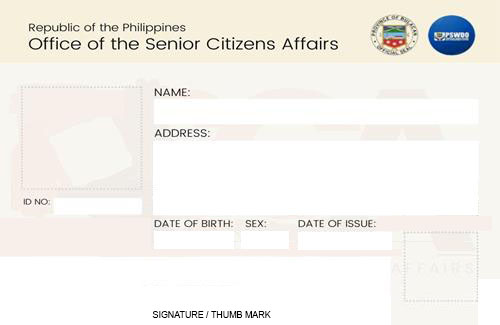 Republic of the Philippines
Office of the Senior Citizens Affairs
PROVINCE OF BULACAN
OFFICIAL SEAL
PSWDO
NAME:
ADDRESS:
ID NO:
DATE OF BIRTH: SEX: DATE OF ISSUE:
AFFAIRS
SIGNATURE / THUMB MARK